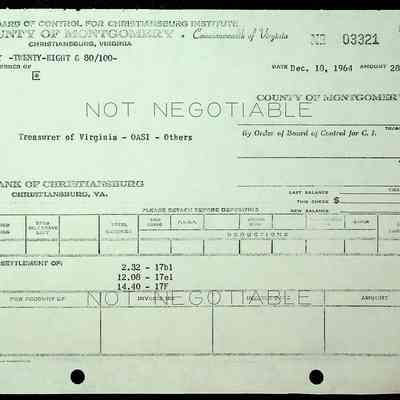 BOARD OF CONTROL FOR CHRISTIANSBURG INSTITUTE
COUNTY OF MONTGOMERY • Commonwealth of Virginia
CHRISTIANSBURG, VIRGINIA
Nº 03321
-TWENTY-EIGHT & 80/100-
ORDER OF
DATE Dec. 10, 1964 AMOUNT 28
NOT NEGOTIABLE
COUNTY OF MONTGOMERY
Treasurer of Virginia - OASI - Others
By Order of Board of Control for C. I.
BANK OF CHRISTIANSBURG
CHRISTIANSBURG, VA.
LAST BALANCE
THIS CHECK $
NEW BALANCE
PLEASE DETACH BEFORE DEPOSITING
DEDUCTIONS
SETTLEMENT OF:
2.32 - 17b1
12.08 - 17e1
14.40 - 17F
FOR ACCOUNT OF
INVOICE NO.
AMOUNT
NOT NEGOTIABLE